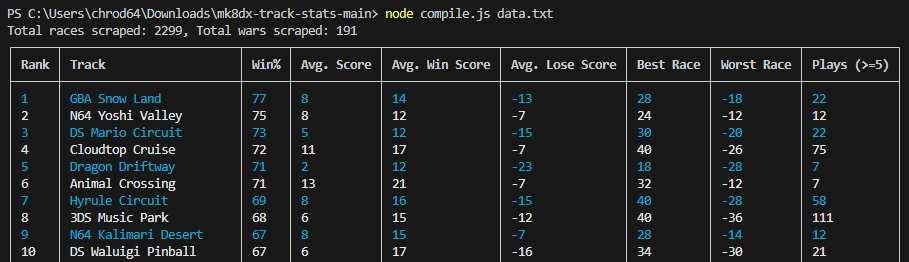 PS C:\Users\chrod64\Downloads\mk8dx-track-stats-main> node compile.js data.txt
Total races scraped: 2299, Total wars scraped: 191
Rank Track Win% Avg. Score Avg. Win Score Avg. Lose Score Best Race Worst Race Plays (>=5)
1 GBA Snow Land 77 8 14 -13 28 -18 22
2 N64 Yoshi Valley 75 8 12 -7 24 -12 12
3 DS Mario Circuit 73 5 12 -15 30 -20 22
4 Cloudtop Cruise 72 11 17 -7 40 -26 75
5 Dragon Driftway 71 2 12 -23 18 -28 7
6 Animal Crossing 71 13 21 -7 32 -12 7
7 Hyrule Circuit 69 8 16 -15 40 -28 58
8 3DS Music Park 68 6 15 -12 40 -36 111
9 N64 Kalimari Desert 67 8 15 -7 28 -14 12
10 DS Waluigi Pinball 67 6 17 -16 34 -30 21